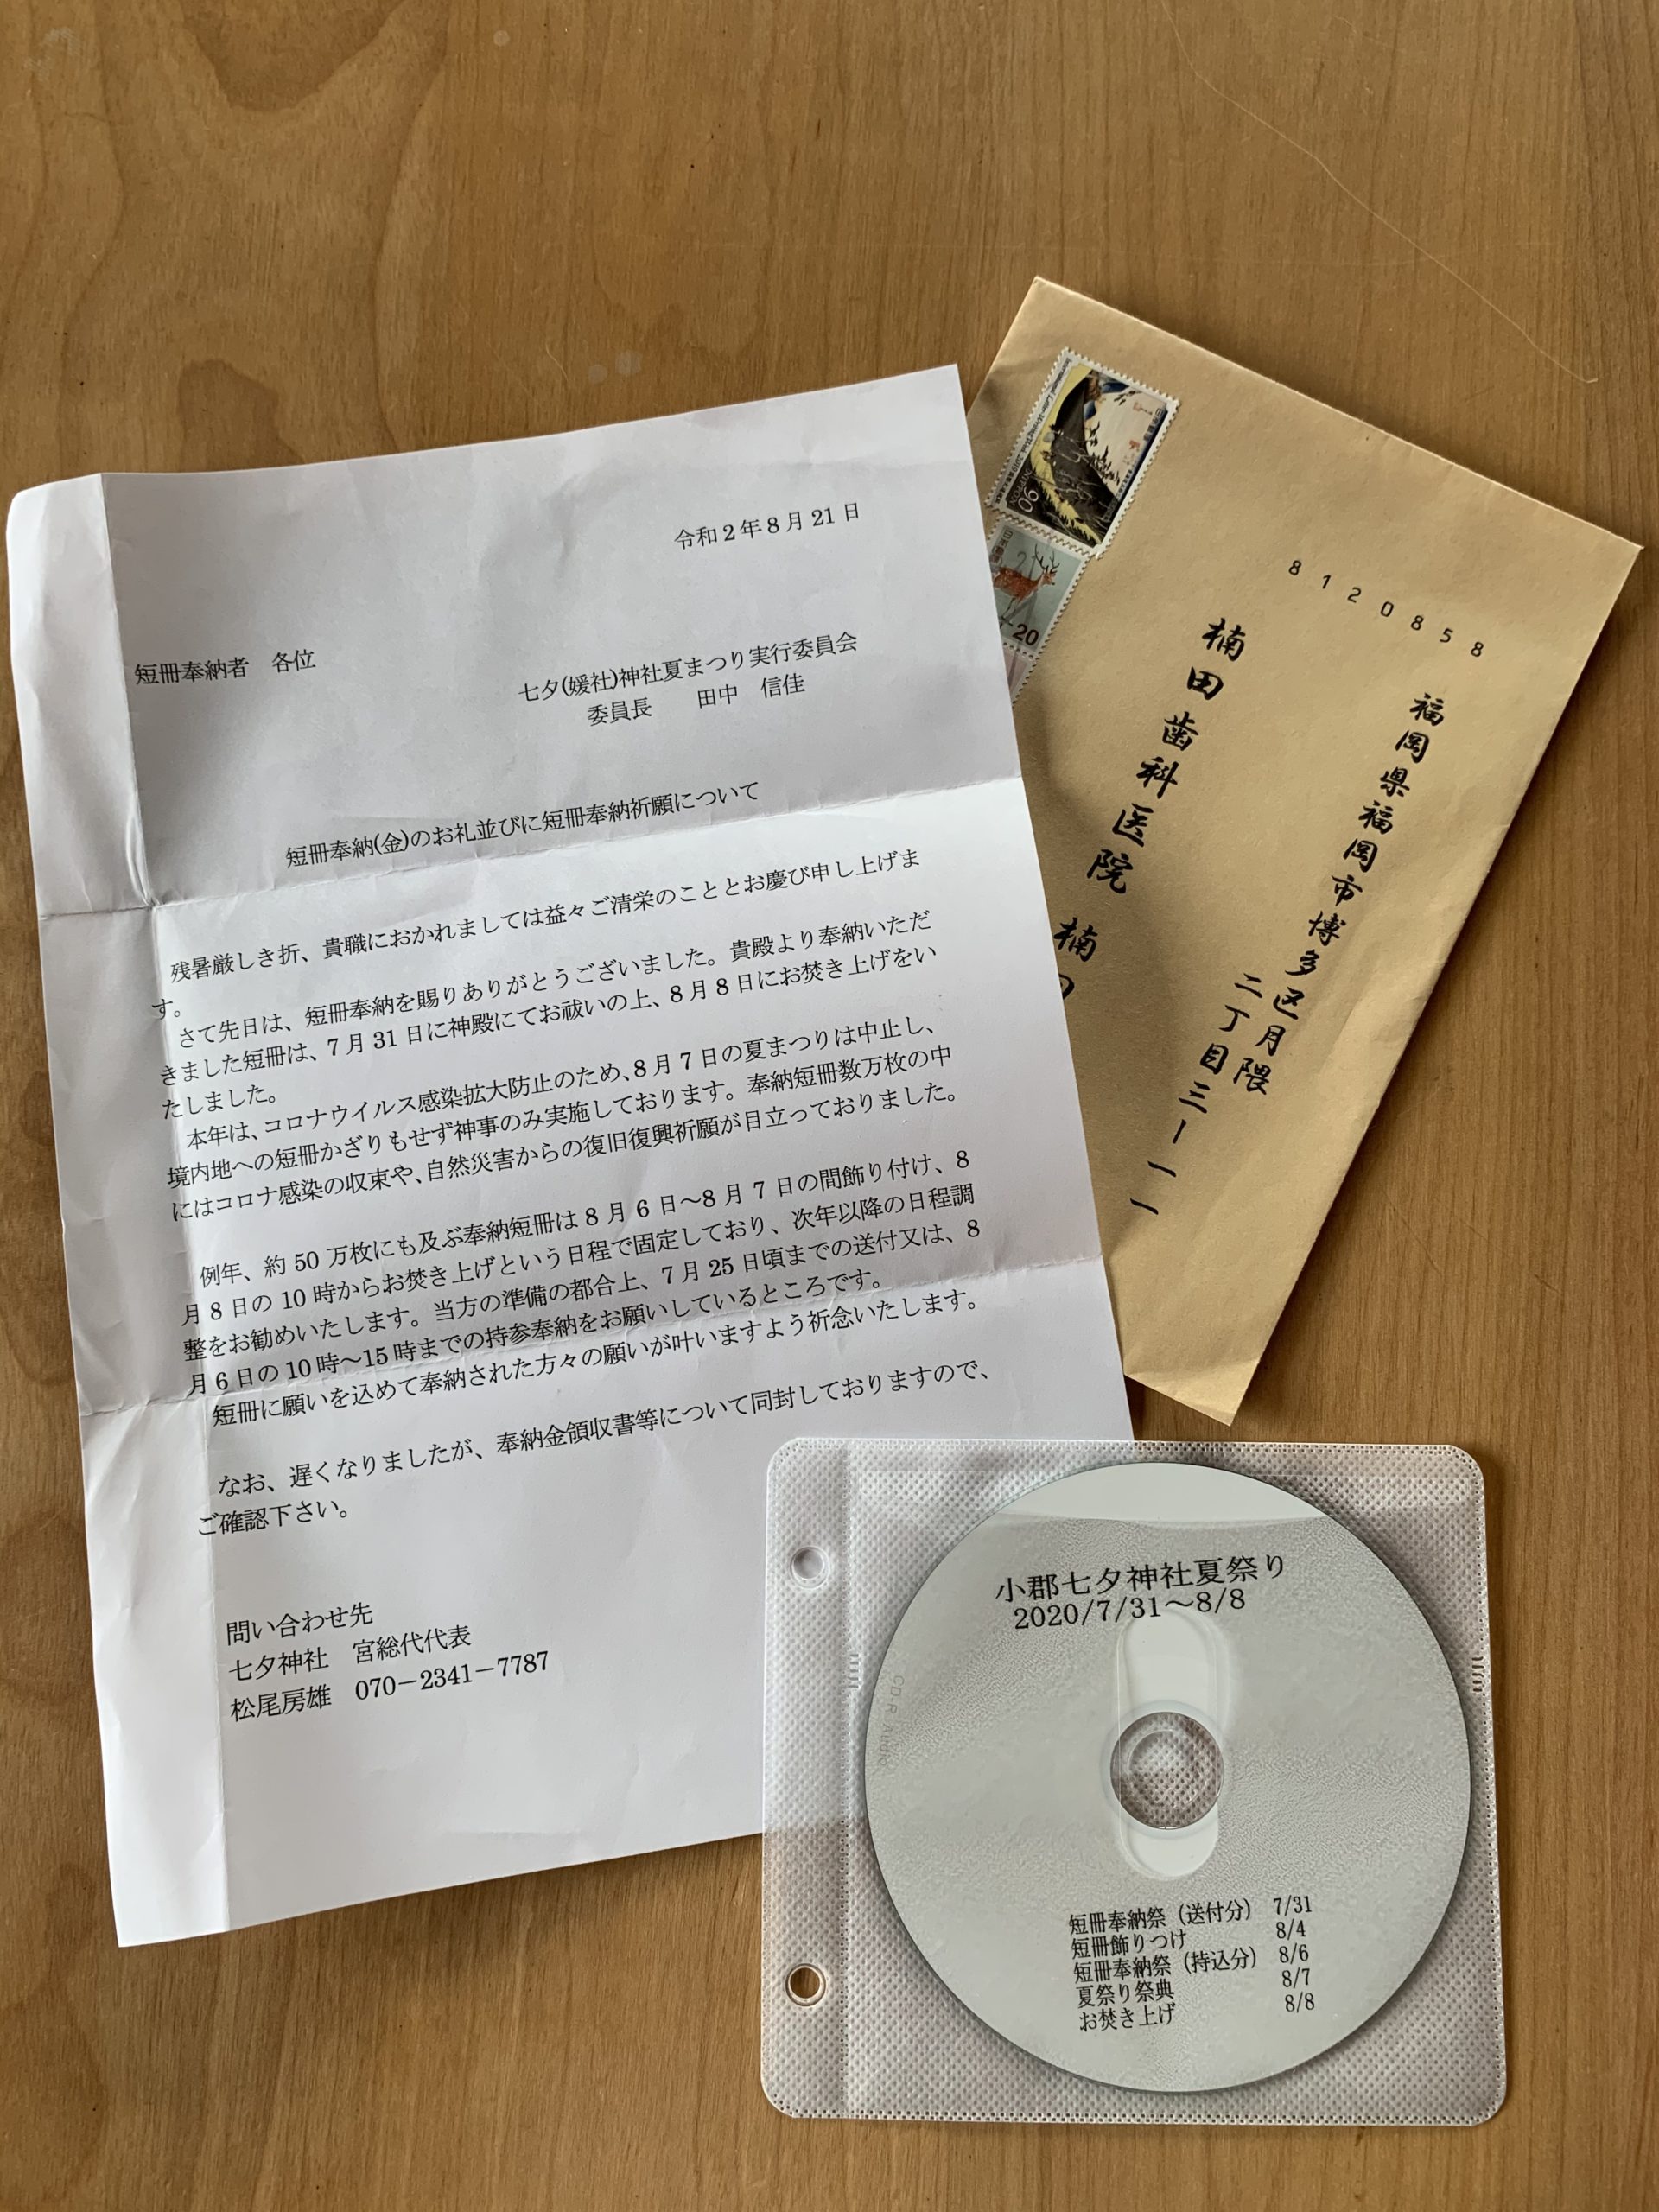 令和2年8月21日
短冊奉納者　各位
七夕(媛社)神社夏まつり実行委員会
委員長　　田中　信佳
短冊奉納(金)のお礼並びに短冊奉納祈願について
残暑厳しき折、貴職におかれましては益々ご清栄のこととお慶び申し上げま
す。
さて先日は、短冊奉納を賜りありがとうございました。貴殿より奉納いただ
きました短冊は、7月31日に神殿にてお祓いの上、8月8日にお焚き上げをい
たしました。
本年は、コロナウイルス感染拡大防止のため、8月7日の夏まつりは中止し、
境内地への短冊かざりもせず神事のみ実施しております。奉納短冊数万枚の中
にはコロナ感染の収束や、自然災害からの復旧復興祈願が目立っておりました。
例年、約50万枚にも及ぶ奉納短冊は8月6日～8月7日の間飾り付け、8
月8日の10時からお焚き上げという日程で固定しており、次年以降の日程調
整をお勧めいたします。当方の準備の都合上、7月25日頃までの送付又は、8
月6日の10時～15時までの持参奉納をお願いしているところです。
短冊に願いを込めて奉納された方々の願いが叶いますよう祈念いたします。
なお、遅くなりましたが、奉納金領収書等について同封しておりますので、
ご確認下さい。
問い合わせ先
七夕神社　宮総代代表
松尾房雄　070－2341－7787
8120858
福岡県福岡市博多区月隈
二丁目三ー一一
楠田歯科医院　楠田
日本郵便
90
日本郵便
20
小郡七夕神社夏祭り
2020/7/31～8/8
短冊奉納祭（送付分）　7/31
短冊飾りつけ　8/4
短冊奉納祭（持込分）　8/6
夏祭り祭典　8/7
お焚き上げ　8/8